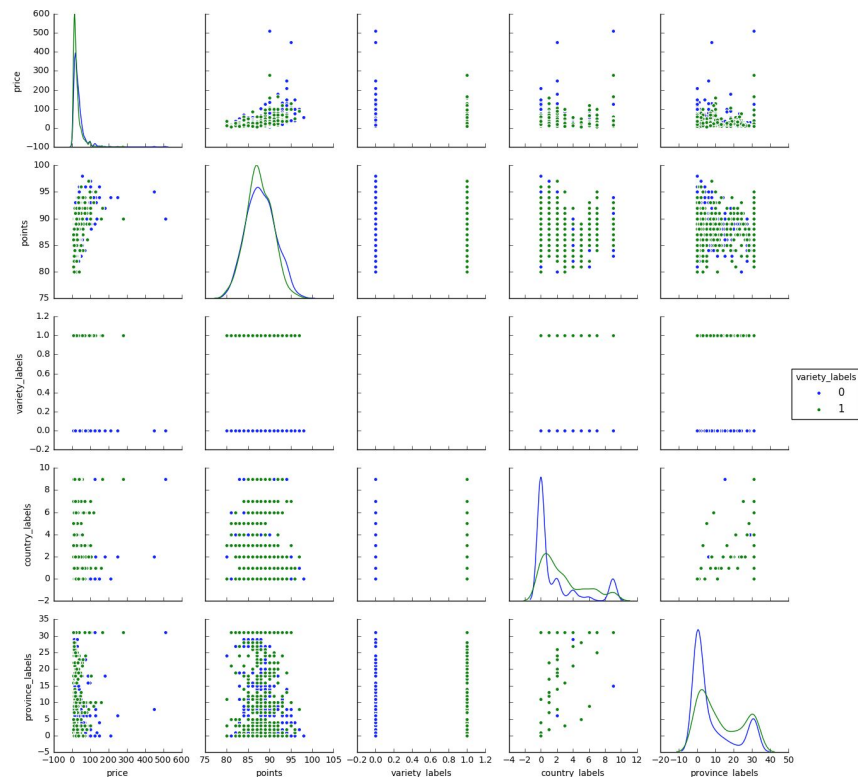 600
500
400
300
200
100
0
−100
price
100
95
90
85
80
75
points
1.2
1.0
0.8
0.6
0.4
0.2
0.0
−0.2
variety_labels
variety_labels
0
1
10
8
6
4
2
0
−2
country_labels
35
30
25
20
15
10
5
0
−5
province_labels
−100 0 100 200 300 400 500 600
price
75 80 85 90 95 100 105
points
−0.2 0.0 0.2 0.4 0.6 0.8 1.0 1.2
variety_labels
−4 −2 0 2 4 6 8 10 12
country_labels
−20 −10 0 10 20 30 40 50
province_labels